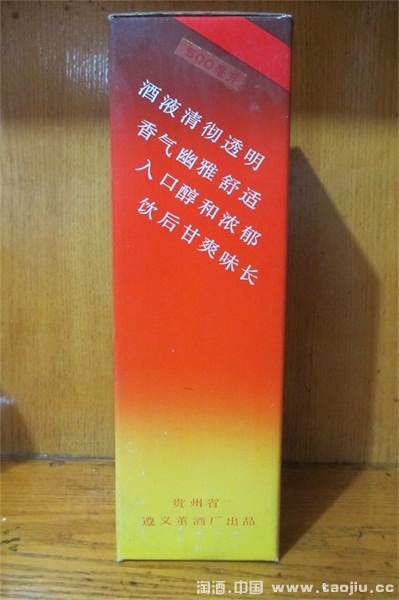 500毫升
酒液清彻透明
香气幽雅舒适
入口醇和浓郁
饮后甘爽味长
贵州省
遵义董酒厂出品
淘酒.中国 www.taojiu.cc